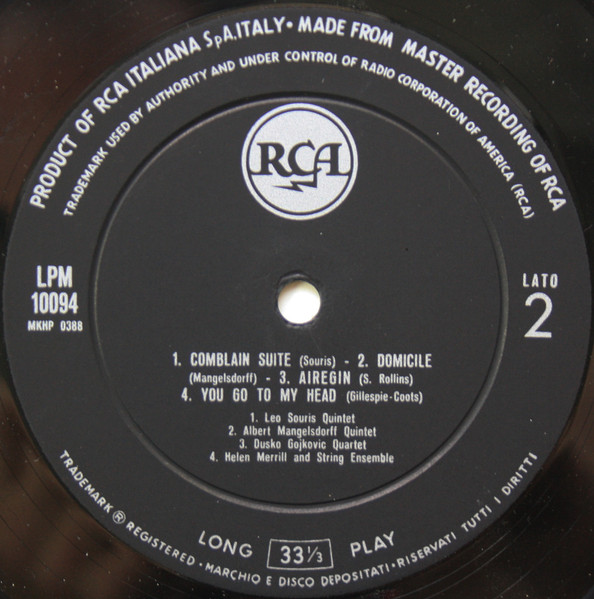 PRODUCT OF RCA ITALIANA SpA.ITALY• MADE FROM MASTER RECORDING OF RCA
TRADEMARK USED BY AUTHORITY AND UNDER CONTROL OF RADIO CORPORATION OF AMERICA (RCA)
RCA
LPM
10094
MKHP 0388
LATO
2
1. COMBLAIN SUITE (Souris) - 2. DOMICILE
(Mangelsdorff) - 3. AIREGIN (S. Rollins)
4. YOU GO TO MY HEAD (Gillespie-Coots)
1. Leo Souris Quintet
2. Albert Mangelsdorff Quintet
3. Dusko Gojkovic Quartet
4. Helen Merrill and String Ensemble
LONG 33 1/3 PLAY
TRADEMARK ® REGISTERED • MARCHIO E DISCO DEPOSITATI • RISERVATI TUTTI I DIRITTI